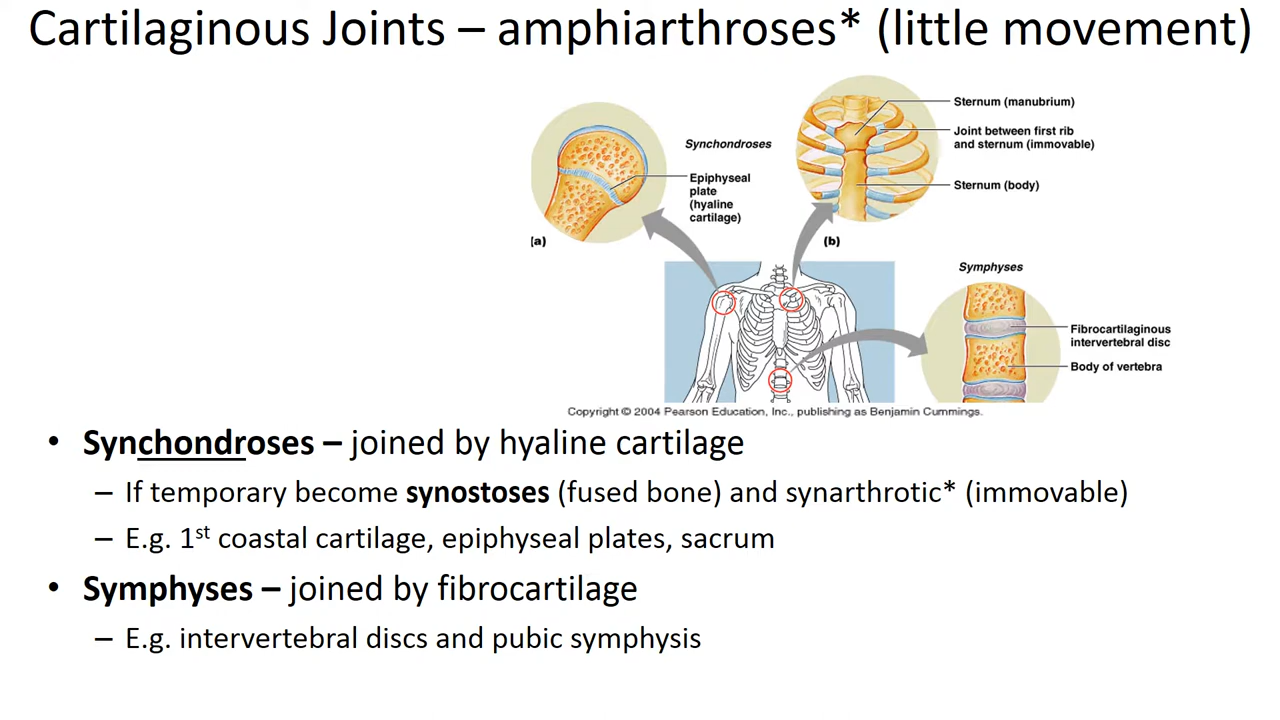 Cartilaginous Joints – amphiarthroses* (little movement)
Synchondroses
Epiphyseal
plate
(hyaline
cartilage)
(a)
Sternum (manubrium)
Joint between first rib
and sternum (immovable)
Sternum (body)
(b)
Symphyses
Fibrocartilaginous
intervertebral disc
Body of vertebra
Copyright © 2004 Pearson Education, Inc., publishing as Benjamin Cummings.
• Synchondroses – joined by hyaline cartilage
– If temporary become synostoses (fused bone) and synarthrotic* (immovable)
– E.g. 1st coastal cartilage, epiphyseal plates, sacrum
• Symphyses – joined by fibrocartilage
– E.g. intervertebral discs and pubic symphysis